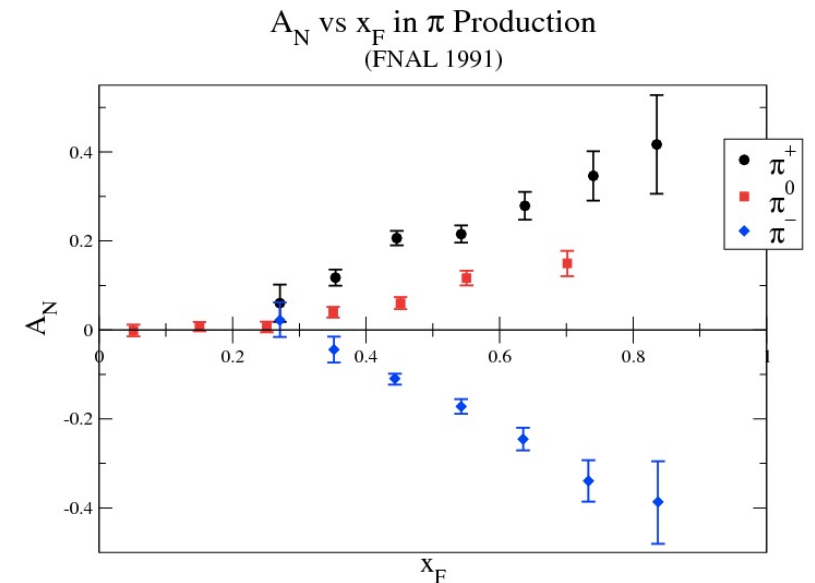 A_N vs x_F in π Production
(FNAL 1991)
0.4
0.2
0
-0.2
-0.4
A_N
0
0.2
0.4
0.6
0.8
1
x_F
π^+
π^0
π^−